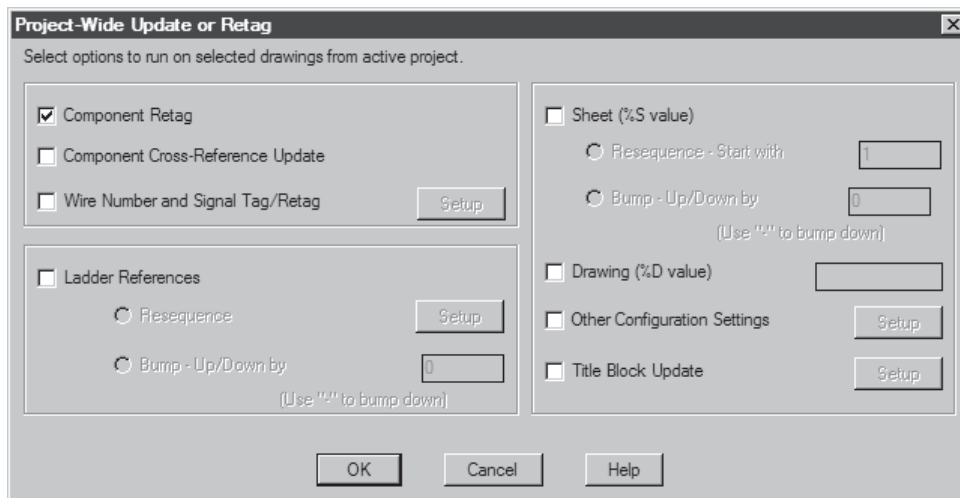 Project-Wide Update or Retag
Select options to run on selected drawings from active project.
Component Retag
Component Cross-Reference Update
Wire Number and Signal Tag/Retag
Setup
Ladder References
Resequence
Setup
Bump - Up/Down by
0
(Use "-" to bump down)
Sheet (%S value)
Resequence - Start with
1
Bump - Up/Down by
0
(Use "-" to bump down)
Drawing (%D value)
Other Configuration Settings
Setup
Title Block Update
Setup
OK
Cancel
Help